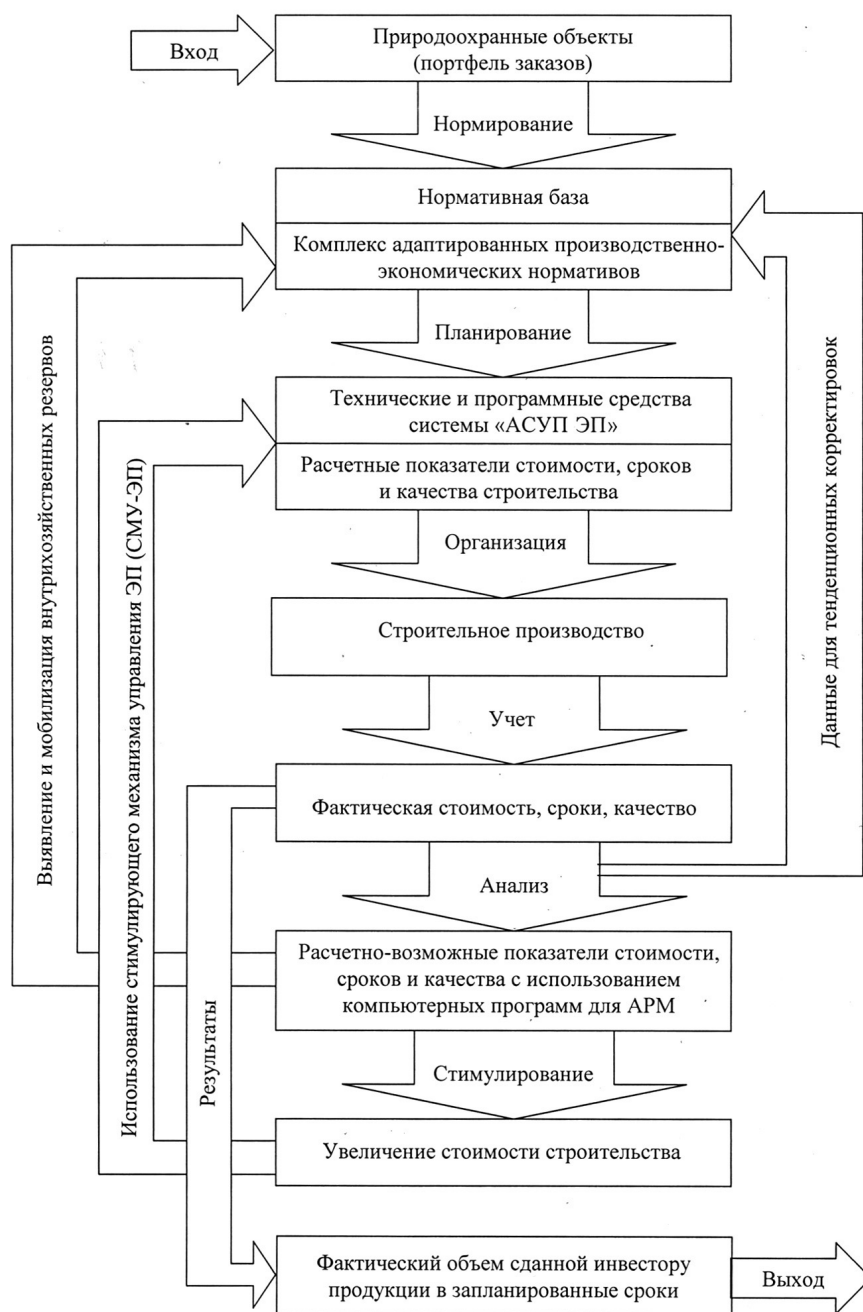 Вход
Природоохранные объекты
(портфель заказов)
Нормирование
Нормативная база
Комплекс адаптированных производственно-
экономических нормативов
Планирование
Технические и программные средства
системы «АСУП ЭП»
Расчетные показатели стоимости, сроков
и качества строительства
Организация
Строительное производство
Учет
Фактическая стоимость, сроки, качество
Анализ
Расчетно-возможные показатели стоимости,
сроков и качества с использованием
компьютерных программ для АРМ
Стимулирование
Увеличение стоимости строительства
Фактический объем сданной инвестору
продукции в запланированные сроки
Выход
Выявление и мобилизация внутрихозяйственных резервов
Использование стимулирующего механизма управления ЭП (СМУ-ЭП)
Результаты
Данные для тенденционных корректировок